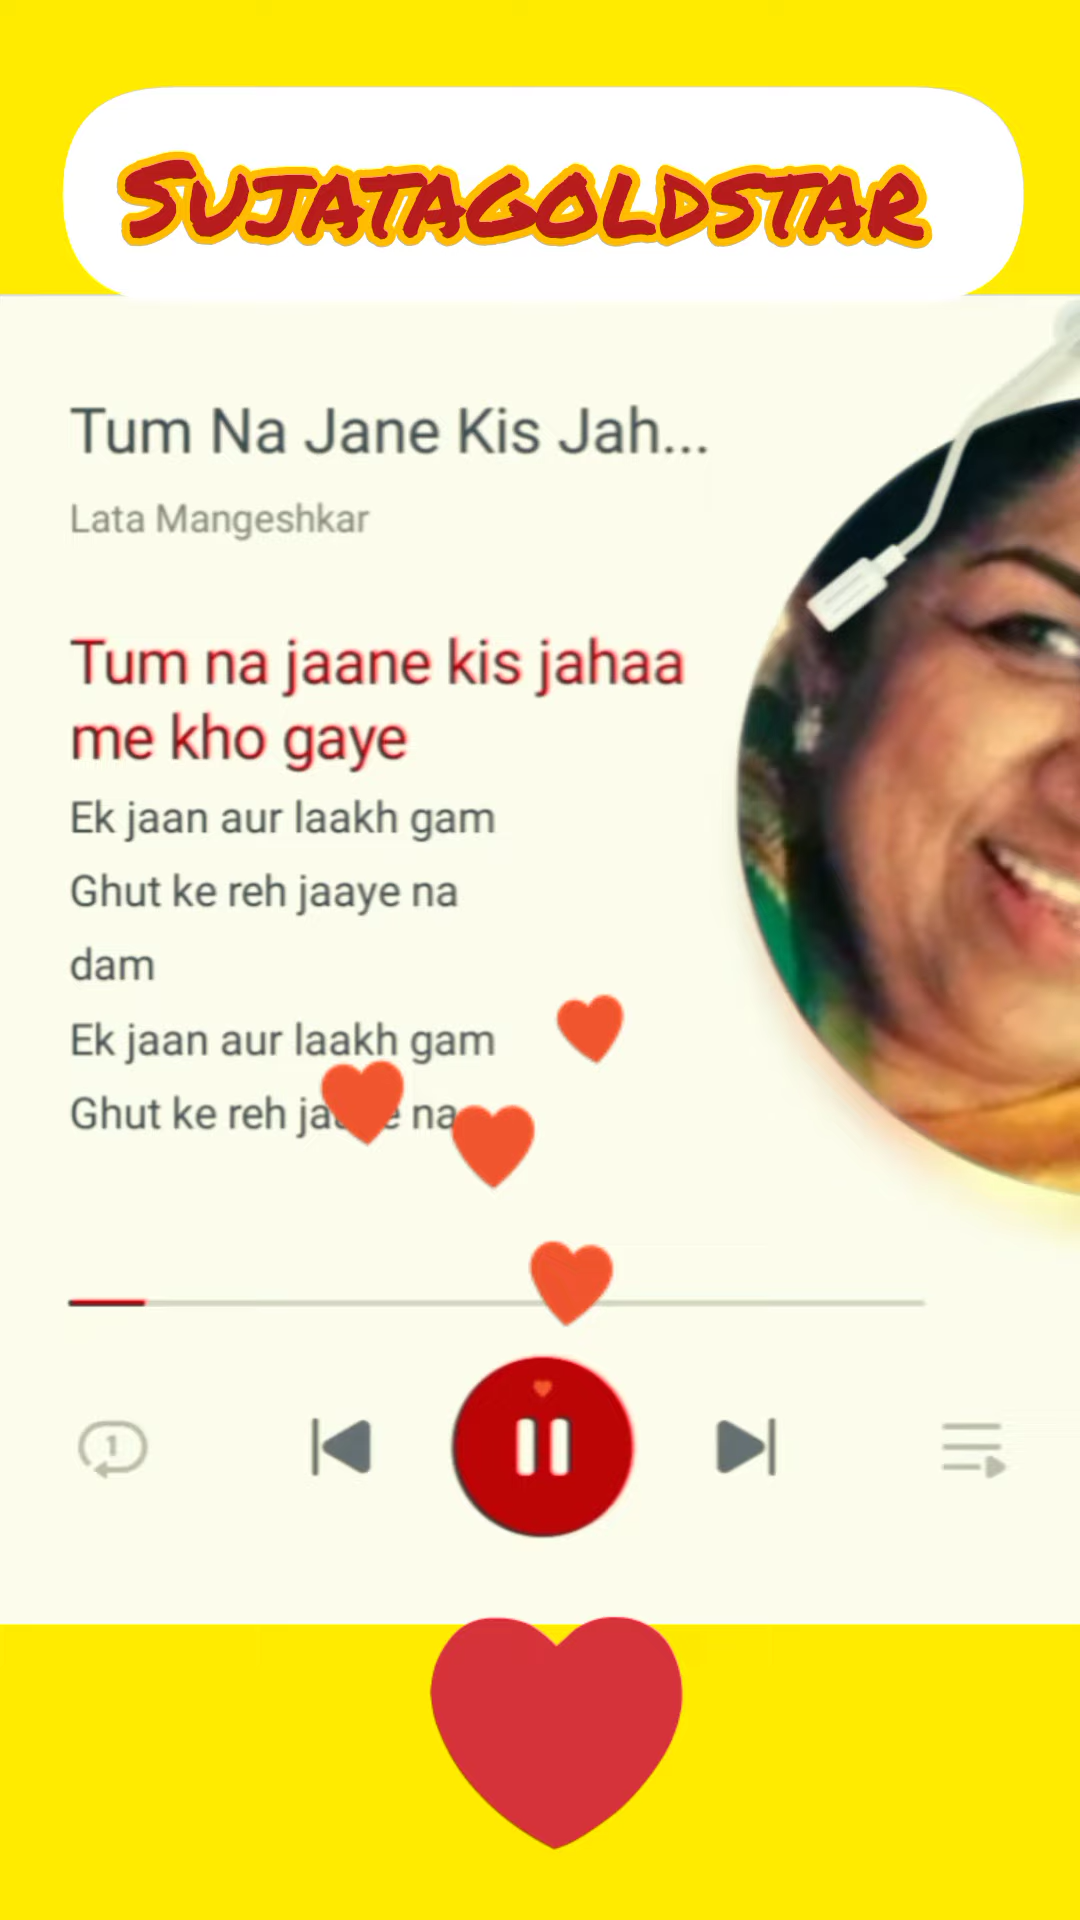 SUJATAGOLDSTAR
Tum Na Jane Kis Jah...
Lata Mangeshkar
Tum na jaane kis jahaa
me kho gaye
Ek jaan aur laakh gam
Ghut ke reh jaaye na
dam
Ek jaan aur laakh gam
Ghut ke reh na
1